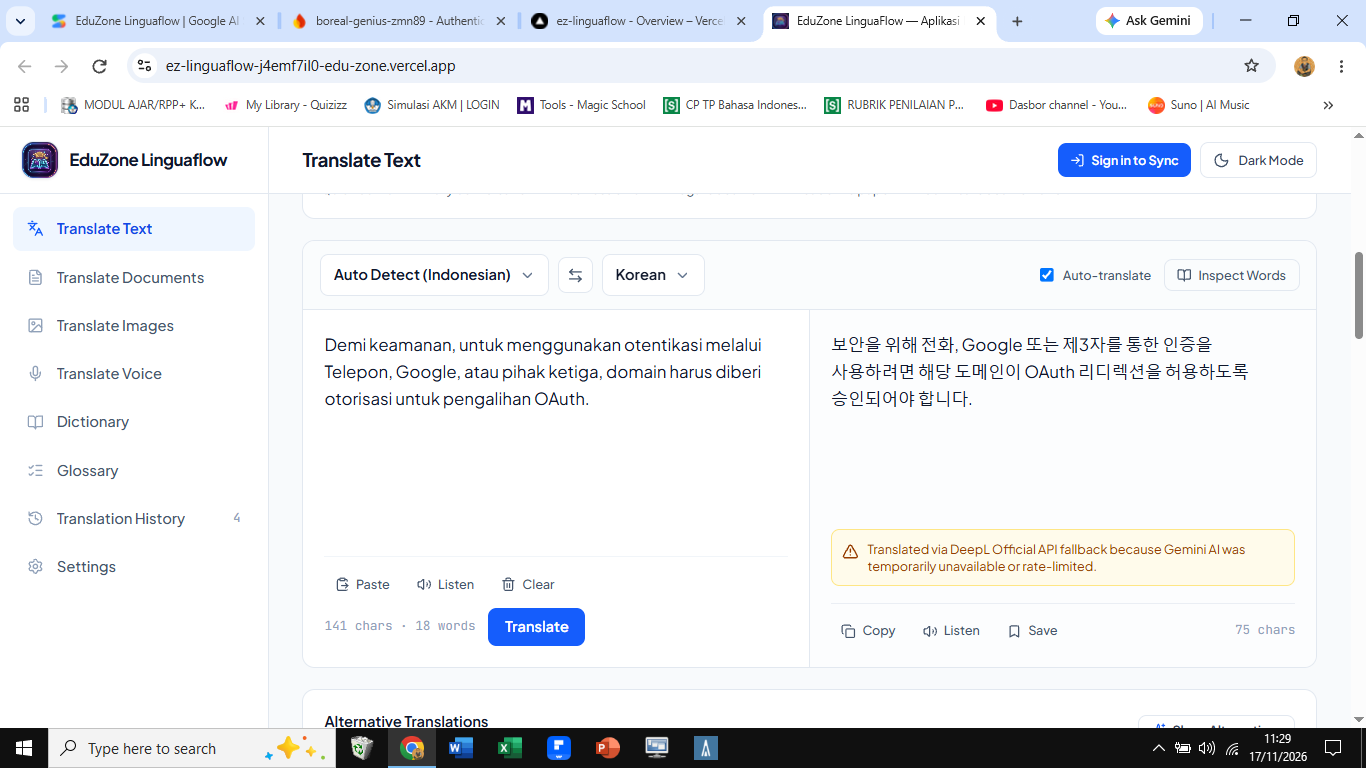 EduZone Linguaflow | Google AI
boreal-genius-zmn89 - Authentic
ez-linguaflow - Overview – Verce
EduZone LinguaFlow — Aplikasi
Ask Gemini
ez-linguaflow-j4emf7il0-edu-zone.vercel.app
MODUL AJAR/RPP+ K...
My Library - Quizizz
Simulasi AKM | LOGIN
Tools - Magic School
CP TP Bahasa Indones...
RUBRIK PENILAIAN P...
Dasbor channel - You...
Suno | AI Music
EduZone Linguaflow
Translate Text
Sign in to Sync
Dark Mode
Translate Text
Translate Documents
Translate Images
Translate Voice
Dictionary
Glossary
Translation History 4
Settings
Auto Detect (Indonesian)
Korean
Auto-translate
Inspect Words
Demi keamanan, untuk menggunakan otentikasi melalui
Telepon, Google, atau pihak ketiga, domain harus diberi
otorisasi untuk pengalihan OAuth.
Paste
Listen
Clear
141 chars · 18 words
Translate
보안을 위해 전화, Google 또는 제3자를 통한 인증을
사용하려면 해당 도메인이 OAuth 리디렉션을 허용하도록
승인되어야 합니다.
Translated via DeepL Official API fallback because Gemini AI was
temporarily unavailable or rate-limited.
Copy
Listen
Save
75 chars
Alternative Translations
Type here to search
11:29
17/11/2026